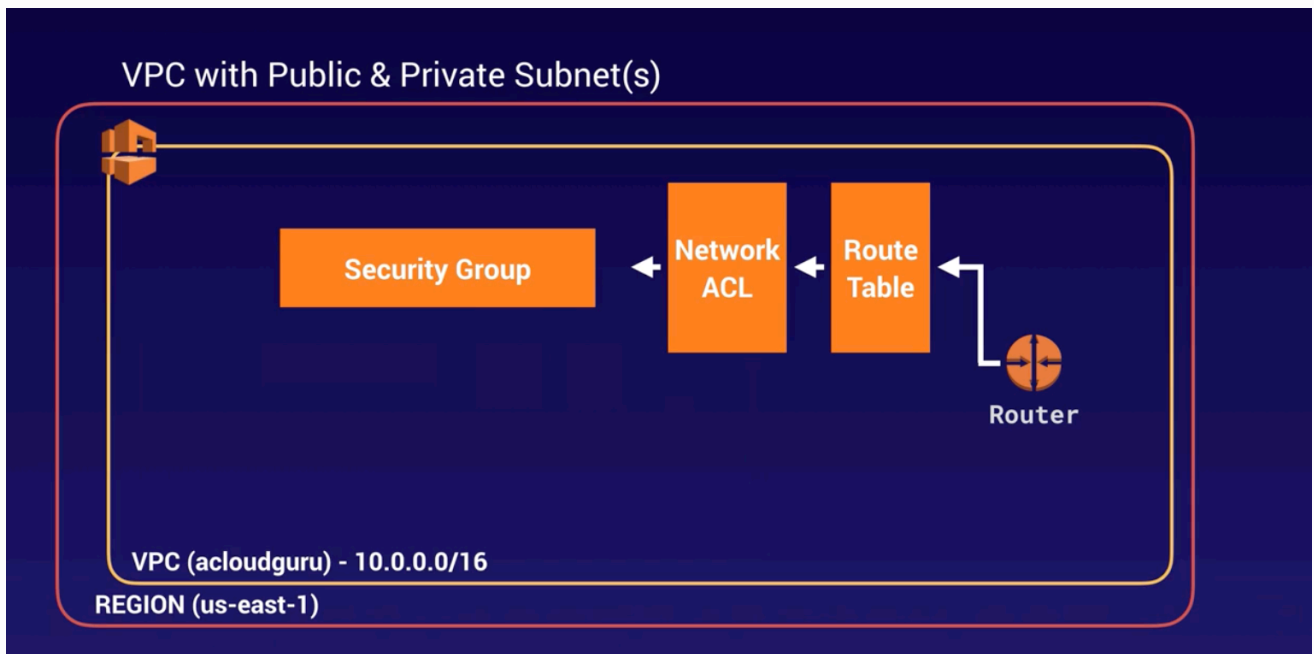 VPC with Public & Private Subnet(s)
Security Group
Network
ACL
Route
Table
Router
VPC (acloudguru) - 10.0.0.0/16
REGION (us-east-1)